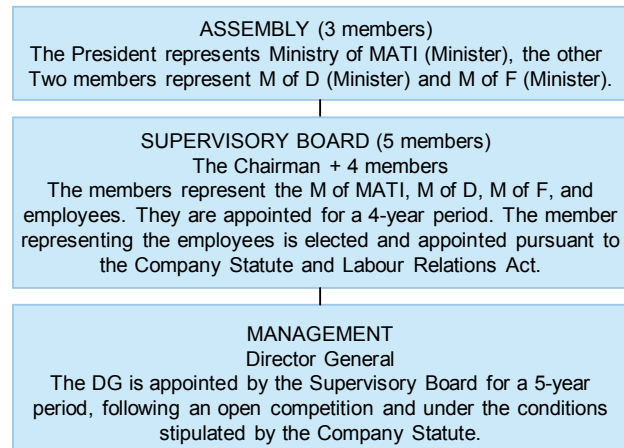 ASSEMBLY (3 members)
The President represents Ministry of MATI (Minister), the other
Two members represent M of D (Minister) and M of F (Minister).
SUPERVISORY BOARD (5 members)
The Chairman + 4 members
The members represent the M of MATI, M of D, M of F, and
employees. They are appointed for a 4-year period. The member
representing the employees is elected and appointed pursuant to
the Company Statute and Labour Relations Act.
MANAGEMENT
Director General
The DG is appointed by the Supervisory Board for a 5-year
period, following an open competition and under the conditions
stipulated by the Company Statute.